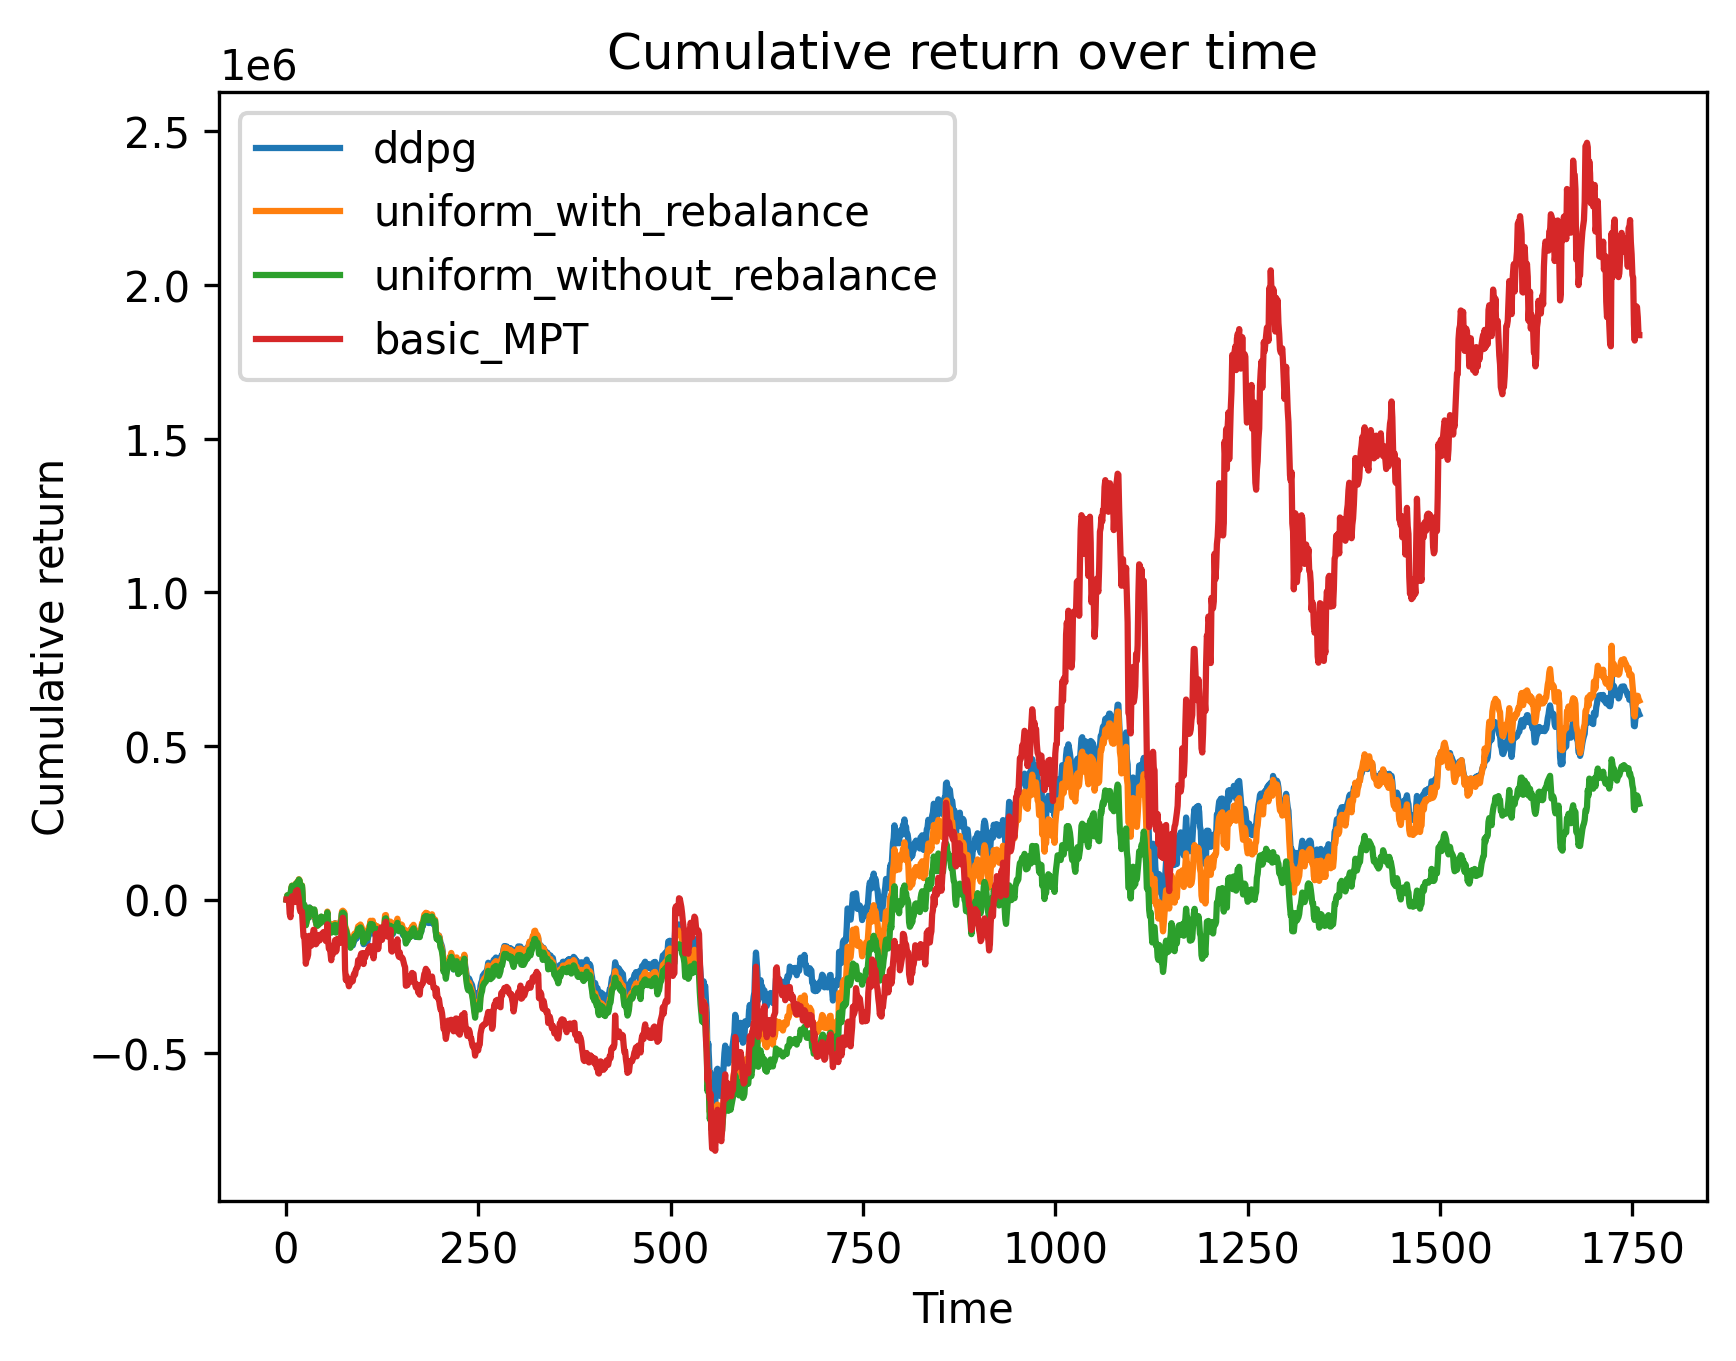 Cumulative return over time
1e6
ddpg
uniform_with_rebalance
uniform_without_rebalance
basic_MPT
2.5
2.0
1.5
1.0
0.5
0.0
−0.5
Cumulative return
0 250 500 750 1000 1250 1500 1750
Time